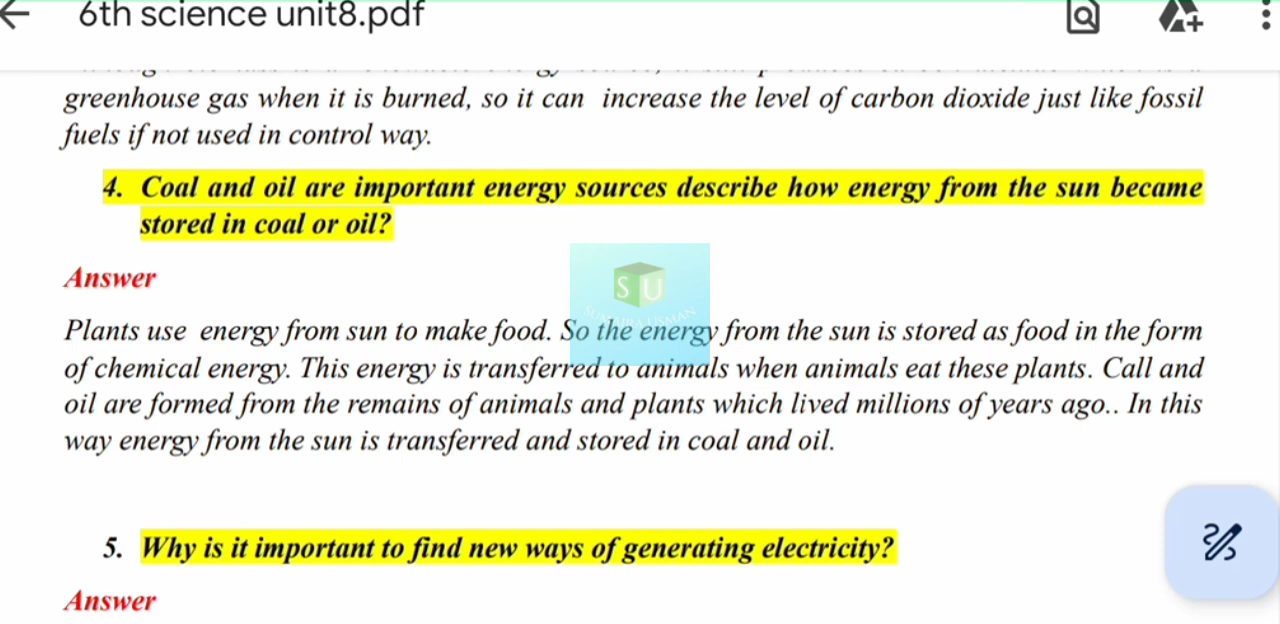 6th science unit8.pdf
greenhouse gas when it is burned, so it can increase the level of carbon dioxide just like fossil
fuels if not used in control way.
4. Coal and oil are important energy sources describe how energy from the sun became
stored in coal or oil?
S U
SUMAIRA USMAN
Answer
Plants use energy from sun to make food. So the energy from the sun is stored as food in the form
of chemical energy. This energy is transferred to animals when animals eat these plants. Call and
oil are formed from the remains of animals and plants which lived millions of years ago.. In this
way energy from the sun is transferred and stored in coal and oil.
5. Why is it important to find new ways of generating electricity?
Answer